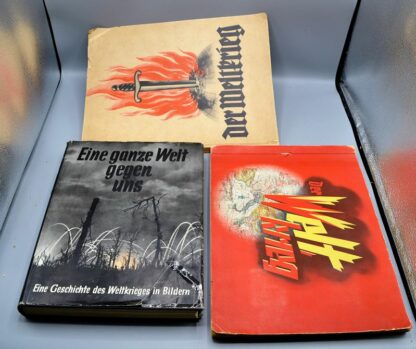 der Weltkrieg
Eine ganze Welt
gegen
uns
Eine Geschichte des Weltkrieges in Bildern
Der
Welt
krieg